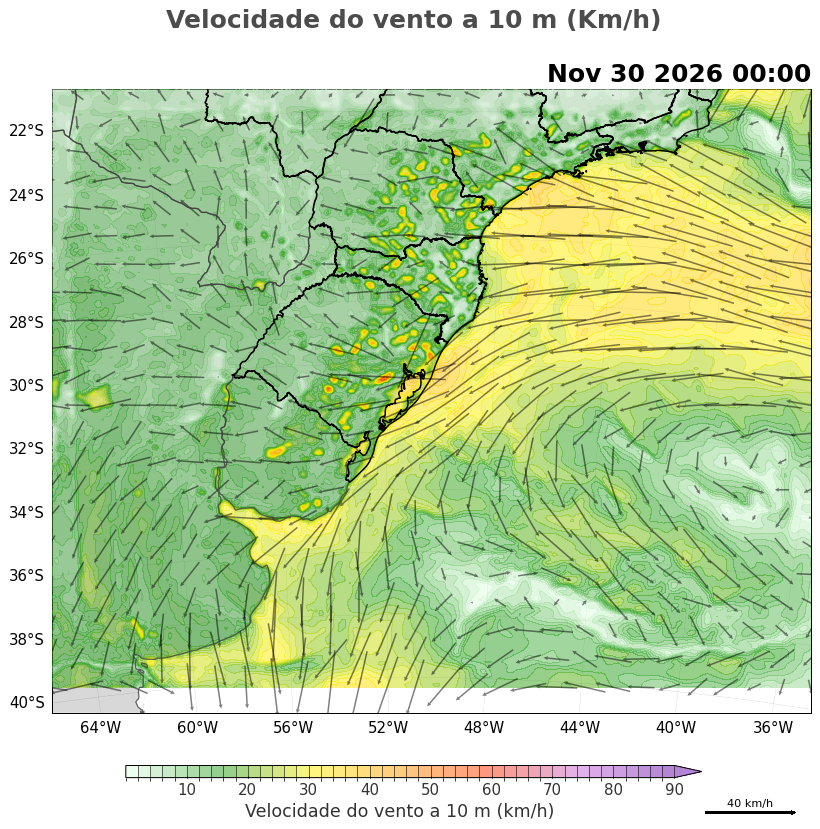 Velocidade do vento a 10 m (Km/h)
Nov 30 2026 00:00
22°S
24°S
26°S
28°S
30°S
32°S
34°S
36°S
38°S
40°S
64°W 60°W 56°W 52°W 48°W 44°W 40°W 36°W
10 20 30 40 50 60 70 80 90
Velocidade do vento a 10 m (km/h)
40 km/h